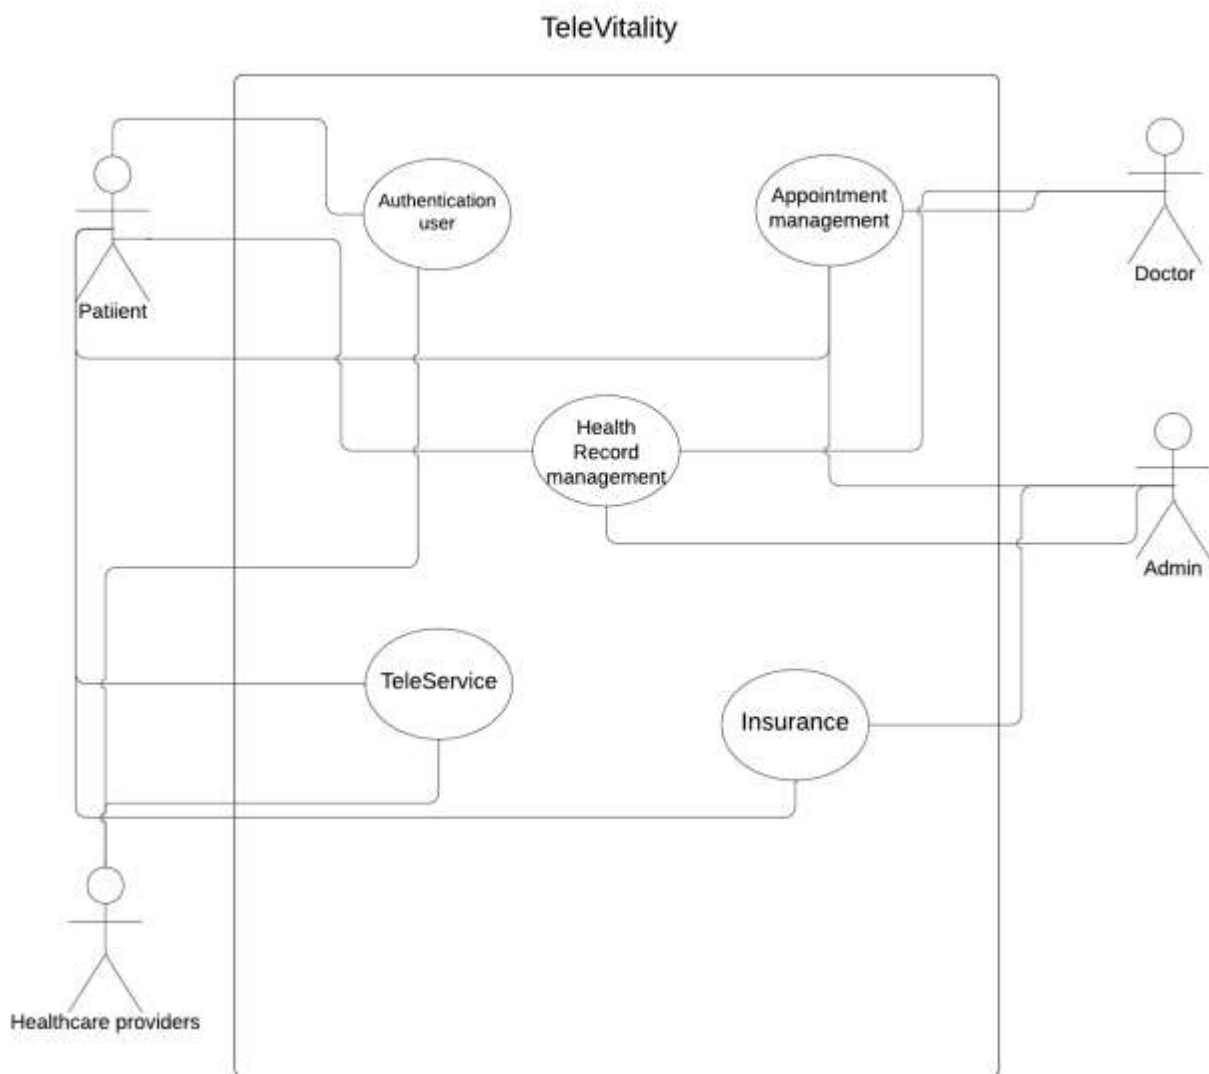 TeleVitality
Authentication
user
Appointment
management
Doctor
Patiient
Health
Record
management
Admin
TeleService
Insurance
Healthcare providers